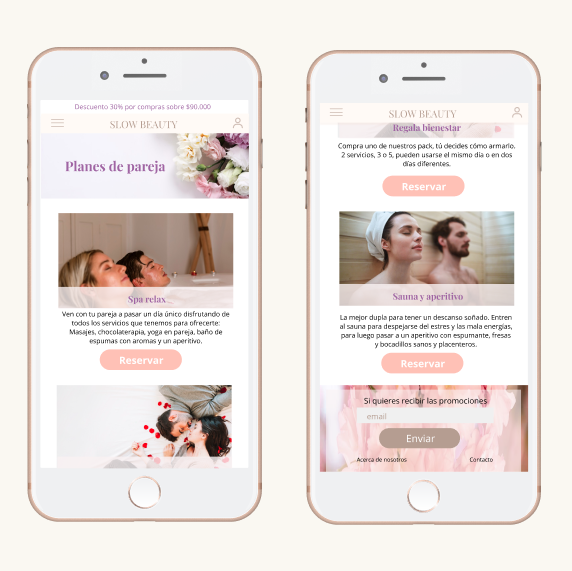 Descuento 30% por compras sobre $90.000
SLOW BEAUTY
Planes de pareja
Spa relax
Ven con tu pareja a pasar un día único disfrutando de
todos los servicios que tenemos para ofrecerte:
Masajes, chocolaterapia, yoga en pareja, baño de
espumas con aromas y un aperitivo.
Reservar
SLOW BEAUTY
Regala bienestar
Compra uno de nuestros pack, tú decides cómo armarlo,
2 servicios, 3 o 5, pueden usarse el mismo día o en dos
días diferentes.
Reservar
Sauna y aperitivo
La mejor dupla para tener un descanso soñado. Entren
al sauna para despejarse del estres y las mala energías,
para luego pasar a un aperitivo con espumante, fresas
y bocadillos sanos y placenteros.
Reservar
Si quieres recibir las promociones
email
Enviar
Acerca de nosotros
Contacto